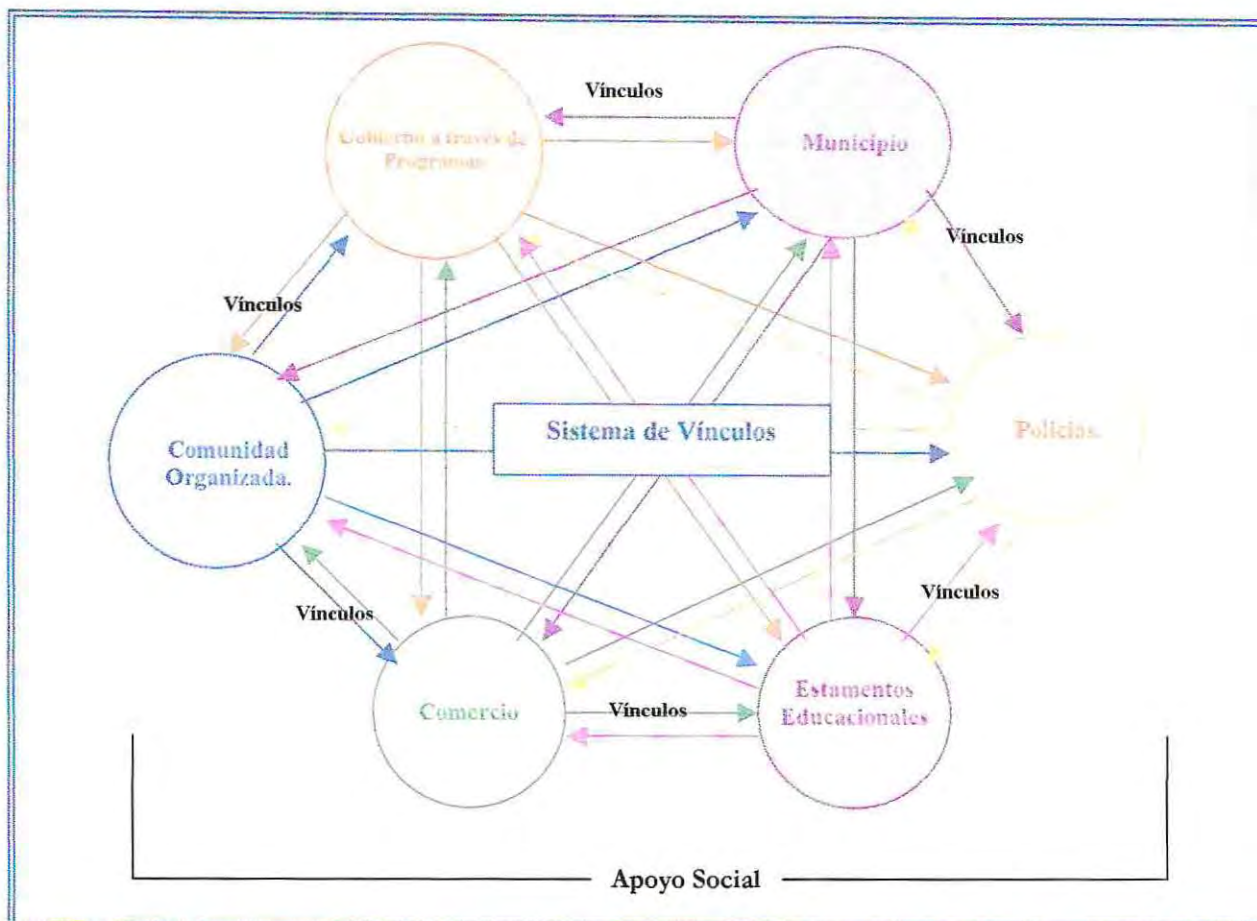 Vínculos
Gobierno a través de
Programas
Municipio
Vínculos
Vínculos
Sistema de Vínculos
Policías.
Comunidad
Organizada.
Vínculos
Vínculos
Estamentos
Educacionales
Comercio
Vínculos
Apoyo Social